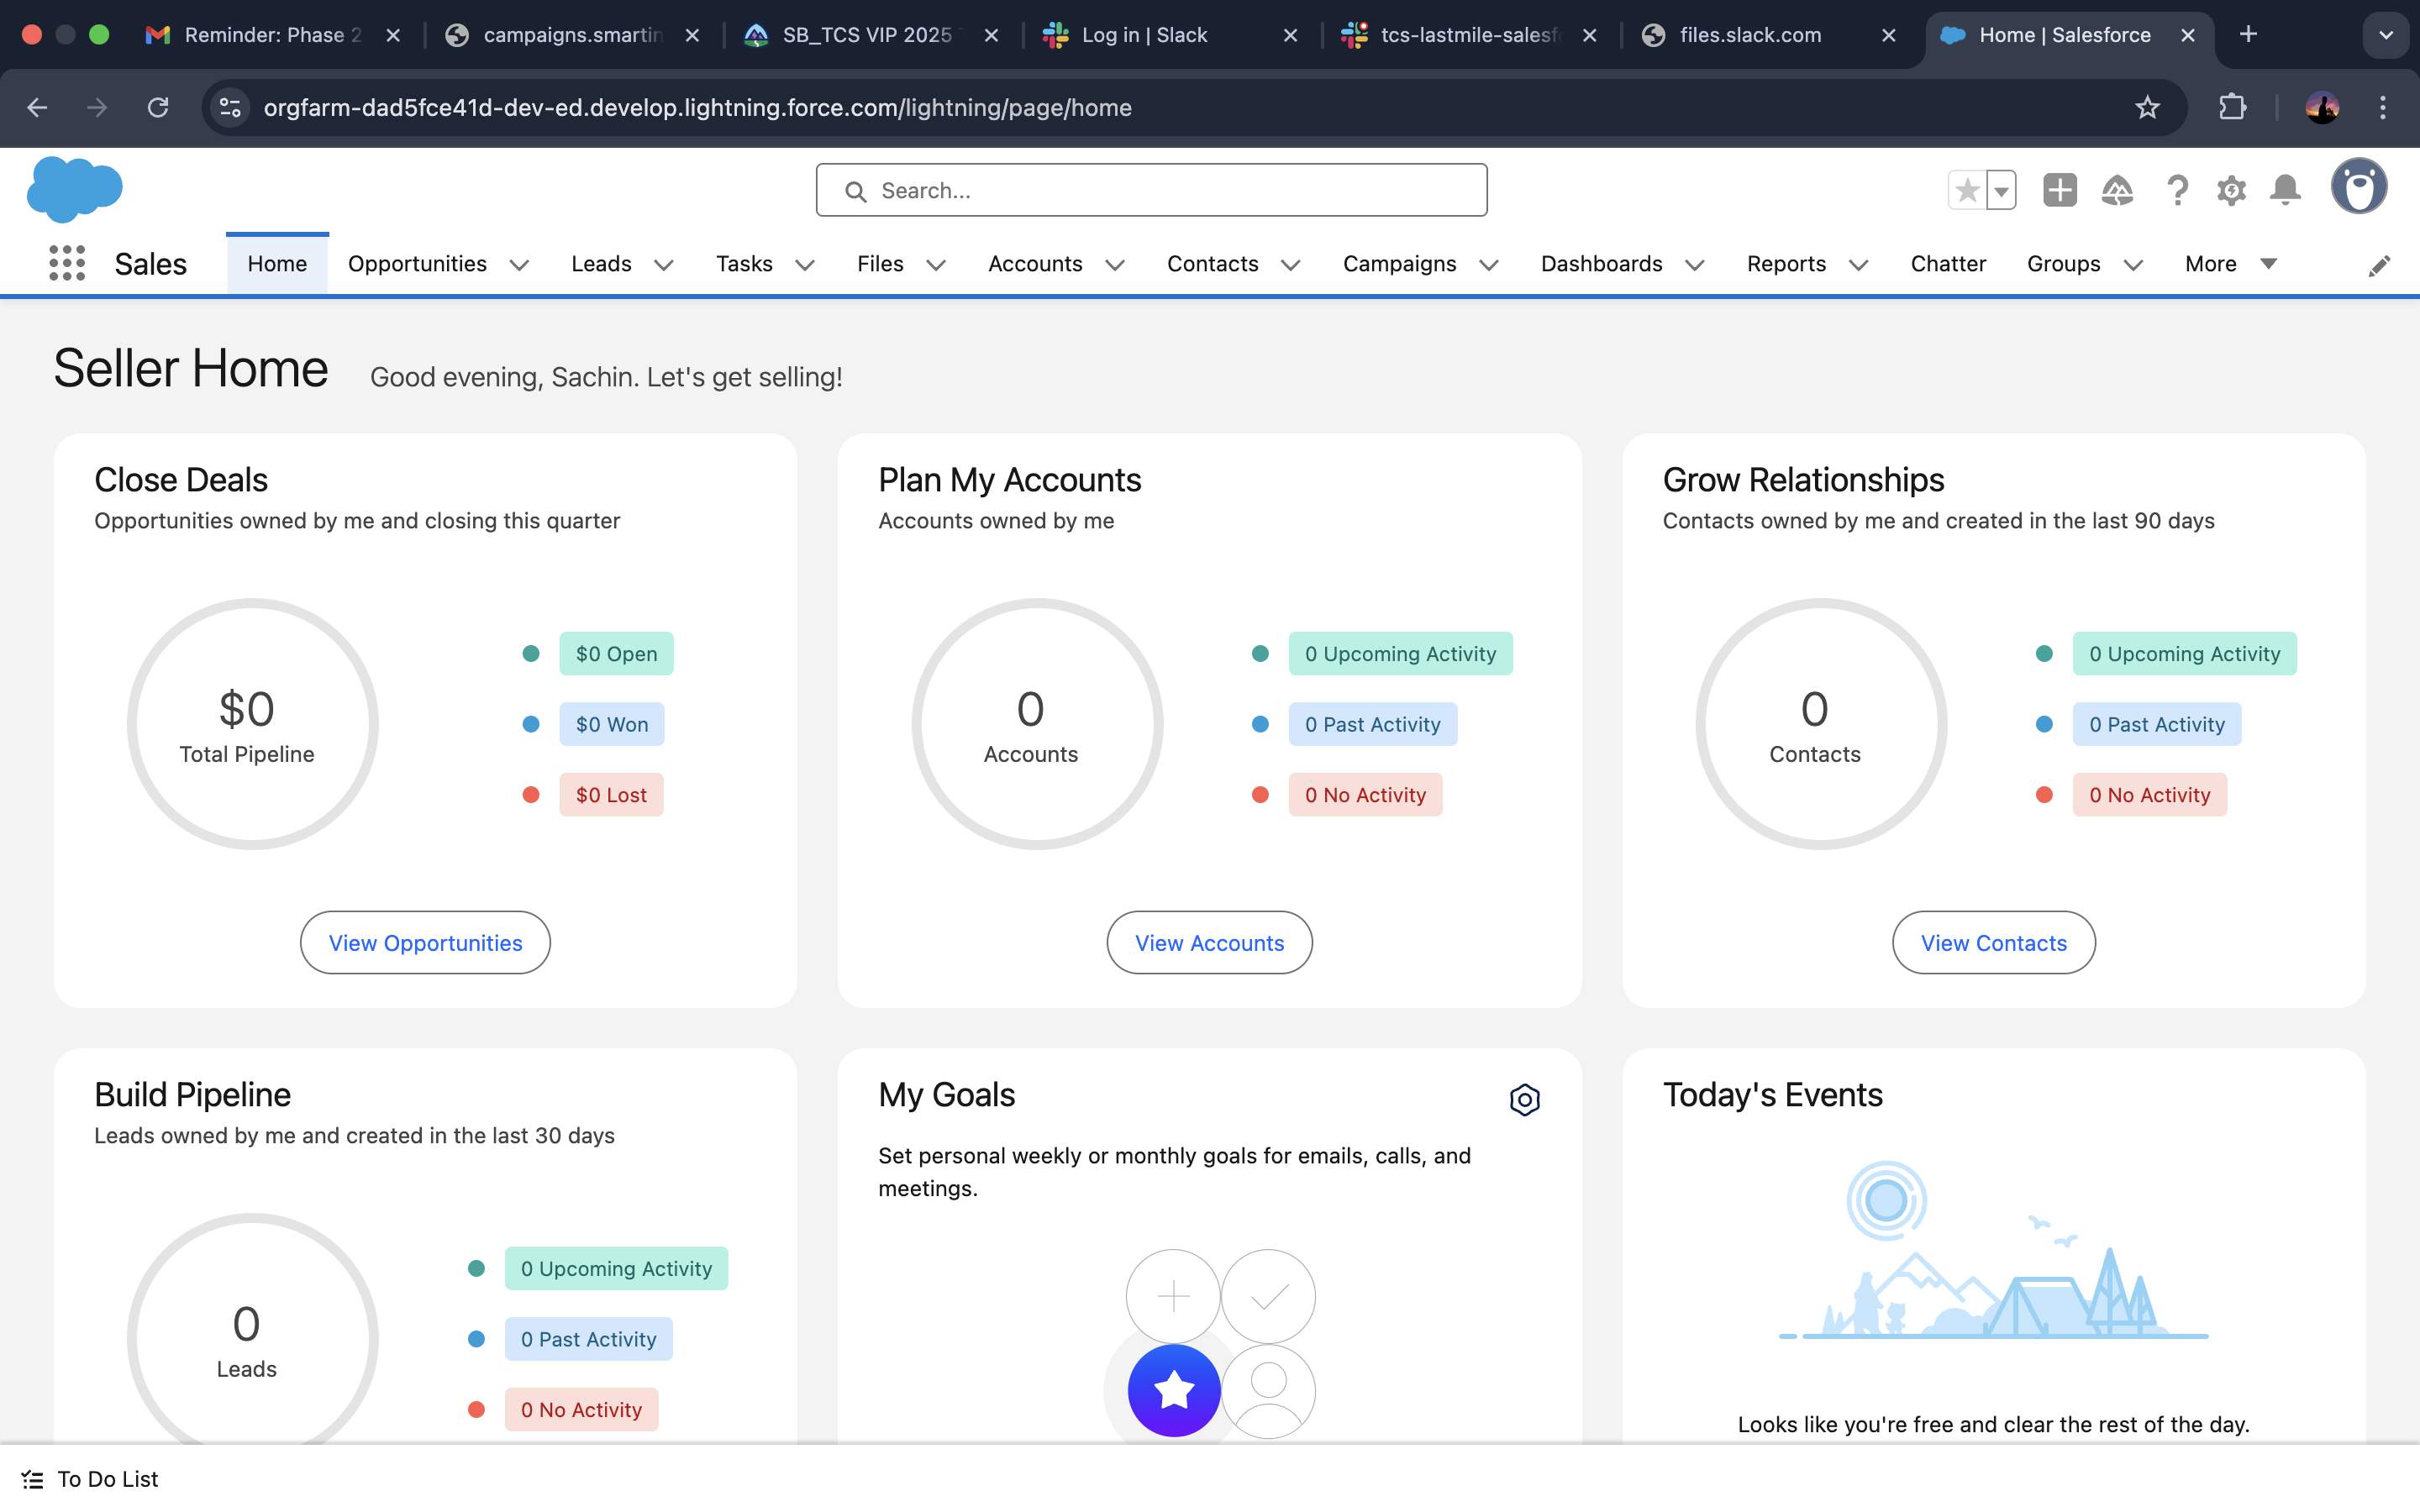 Reminder: Phase 2
campaigns.smartin
SB_TCS VIP 2025
Log in | Slack
tcs-lastmile-salesf
files.slack.com
Home | Salesforce
orgfarm-dad5fce41d-dev-ed.develop.lightning.force.com/lightning/page/home
Search...
Sales
Home
Opportunities
Leads
Tasks
Files
Accounts
Contacts
Campaigns
Dashboards
Reports
Chatter
Groups
More
Seller Home
Good evening, Sachin. Let's get selling!
Close Deals
Opportunities owned by me and closing this quarter
$0
Total Pipeline
$0 Open
$0 Won
$0 Lost
View Opportunities
Plan My Accounts
Accounts owned by me
0
Accounts
0 Upcoming Activity
0 Past Activity
0 No Activity
View Accounts
Grow Relationships
Contacts owned by me and created in the last 90 days
0
Contacts
0 Upcoming Activity
0 Past Activity
0 No Activity
View Contacts
Build Pipeline
Leads owned by me and created in the last 30 days
0
Leads
0 Upcoming Activity
0 Past Activity
0 No Activity
My Goals
Set personal weekly or monthly goals for emails, calls, and
meetings.
Today's Events
Looks like you're free and clear the rest of the day.
To Do List